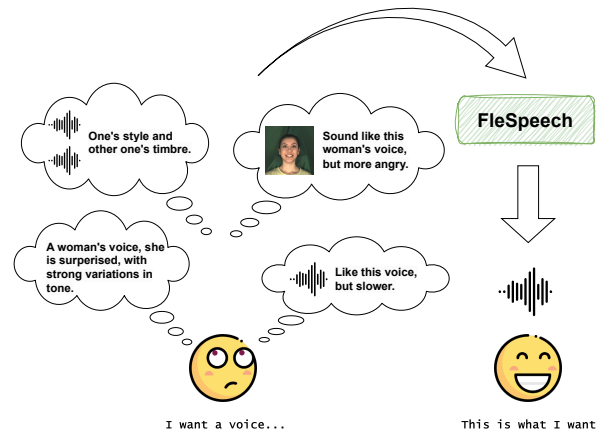 One's style and
other one's timbre.
Sound like this
woman's voice,
but more angry.
FleSpeech
A woman's voice, she
is surperised, with
strong variations in
tone.
Like this voice,
but slower.
I want a voice...
This is what I want